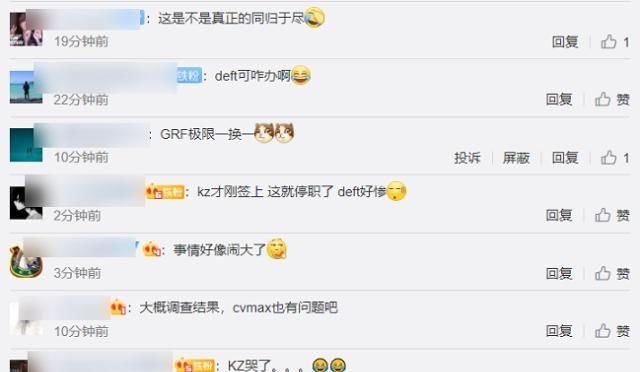 ：这是不是真正的同归于尽
19分钟前
回复 1
铁粉：deft可咋办啊
22分钟前
回复 赞
：GRF极限一换一
10分钟前
投诉 屏蔽 回复 1
铁粉：kz才刚签上 这就停职了 deft好惨
2分钟前
回复 赞
：事情好像闹大了
3分钟前
回复 赞
：大概调查结果，cvmax也有问题吧
10分钟前
回复 赞
铁粉：KZ哭了。。。